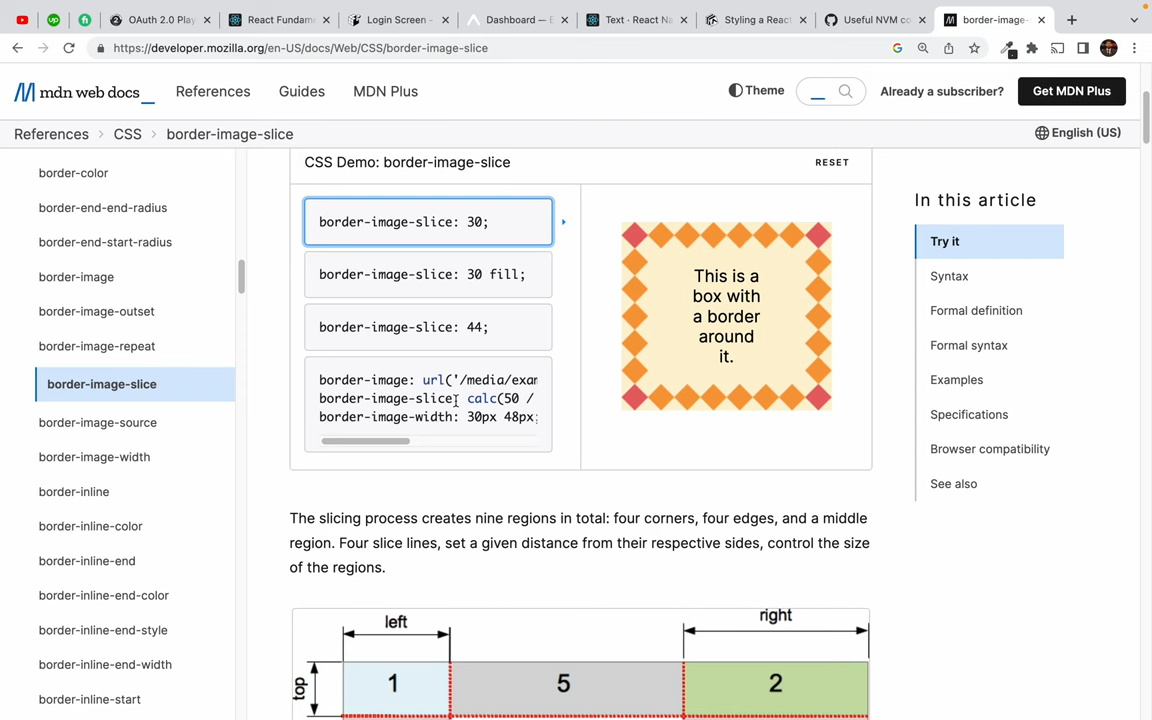 OAuth 2.0 Play
React Fundam
Login Screen –
Dashboard — E
Text · React Na
Styling a React
Useful NVM co
border-image-
https://developer.mozilla.org/en-US/docs/Web/CSS/border-image-slice
mdn web docs
References
Guides
MDN Plus
Theme
Already a subscriber?
Get MDN Plus
References
CSS
border-image-slice
English (US)
border-color
border-end-end-radius
border-end-start-radius
border-image
border-image-outset
border-image-repeat
border-image-slice
border-image-source
border-image-width
border-inline
border-inline-color
border-inline-end
border-inline-end-color
border-inline-end-style
border-inline-end-width
border-inline-start
CSS Demo: border-image-slice
RESET
border-image-slice: 30;
border-image-slice: 30 fill;
border-image-slice: 44;
border-image: url('/media/exam
border-image-slice: calc(50 /
border-image-width: 30px 48px;
This is a
box with
a border
around
it.
The slicing process creates nine regions in total: four corners, four edges, and a middle
region. Four slice lines, set a given distance from their respective sides, control the size
of the regions.
left
right
top
1
5
2
In this article
Try it
Syntax
Formal definition
Formal syntax
Examples
Specifications
Browser compatibility
See also